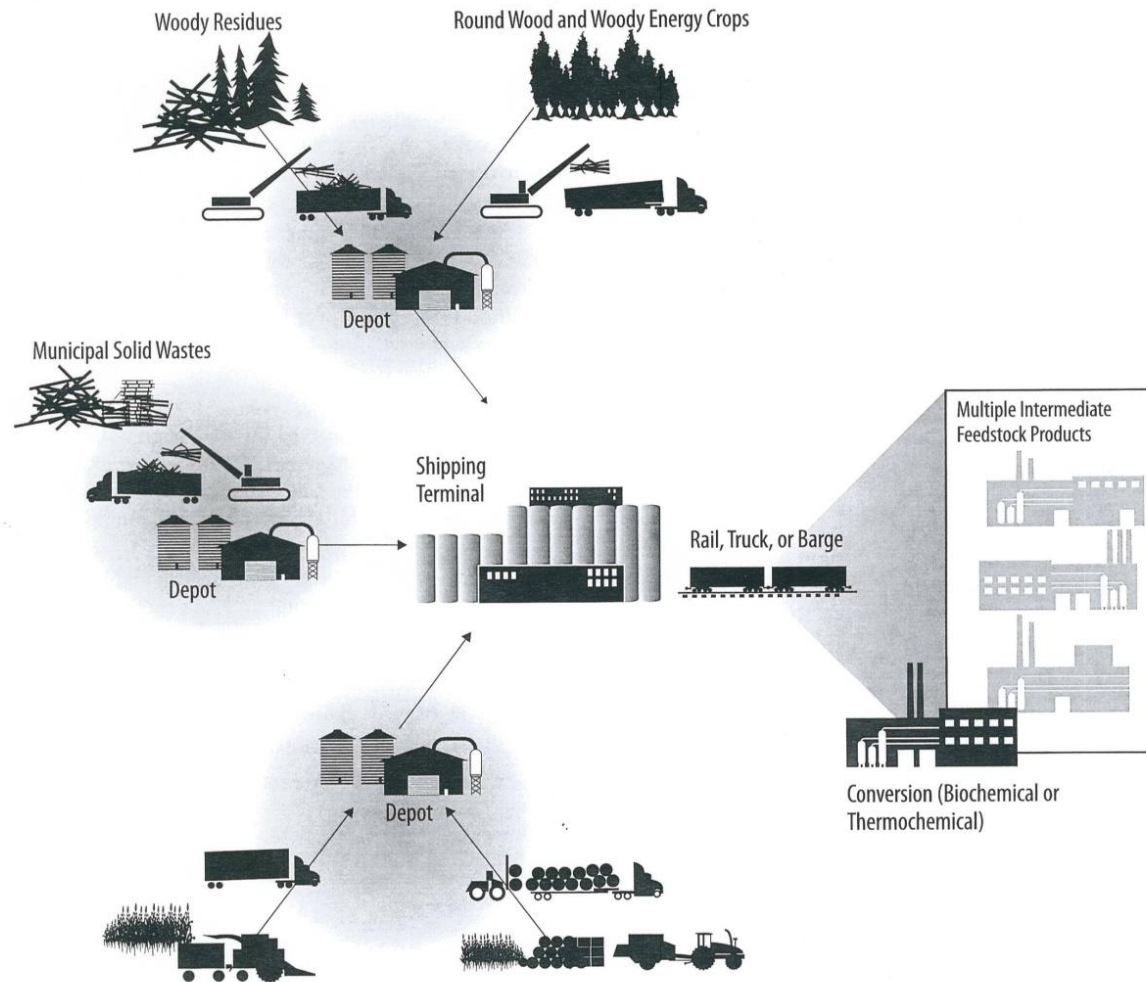 Woody Residues
Round Wood and Woody Energy Crops
Depot
Municipal Solid Wastes
Depot
Shipping
Terminal
Rail, Truck, or Barge
Multiple Intermediate
Feedstock Products
Depot
Conversion (Biochemical or
Thermochemical)